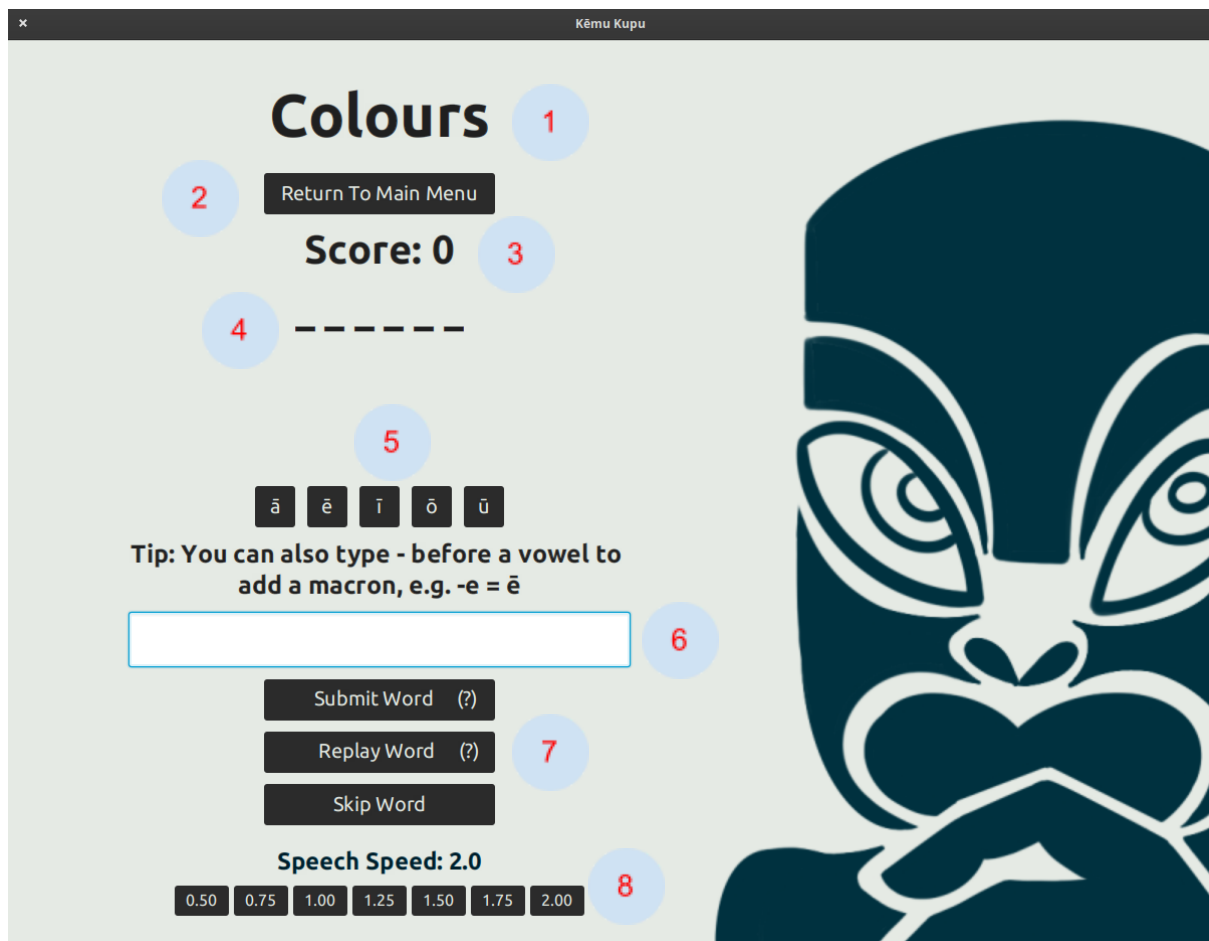 × Kēmu Kupu
Colours 1
2 Return To Main Menu
Score: 0 3
4 _ _ _ _ _ _
5
ā ē ī ō ū
Tip: You can also type - before a vowel to
add a macron, e.g. -e = ē
6
Submit Word (?)
Replay Word (?) 7
Skip Word
Speech Speed: 2.0
8
0.50 0.75 1.00 1.25 1.50 1.75 2.00